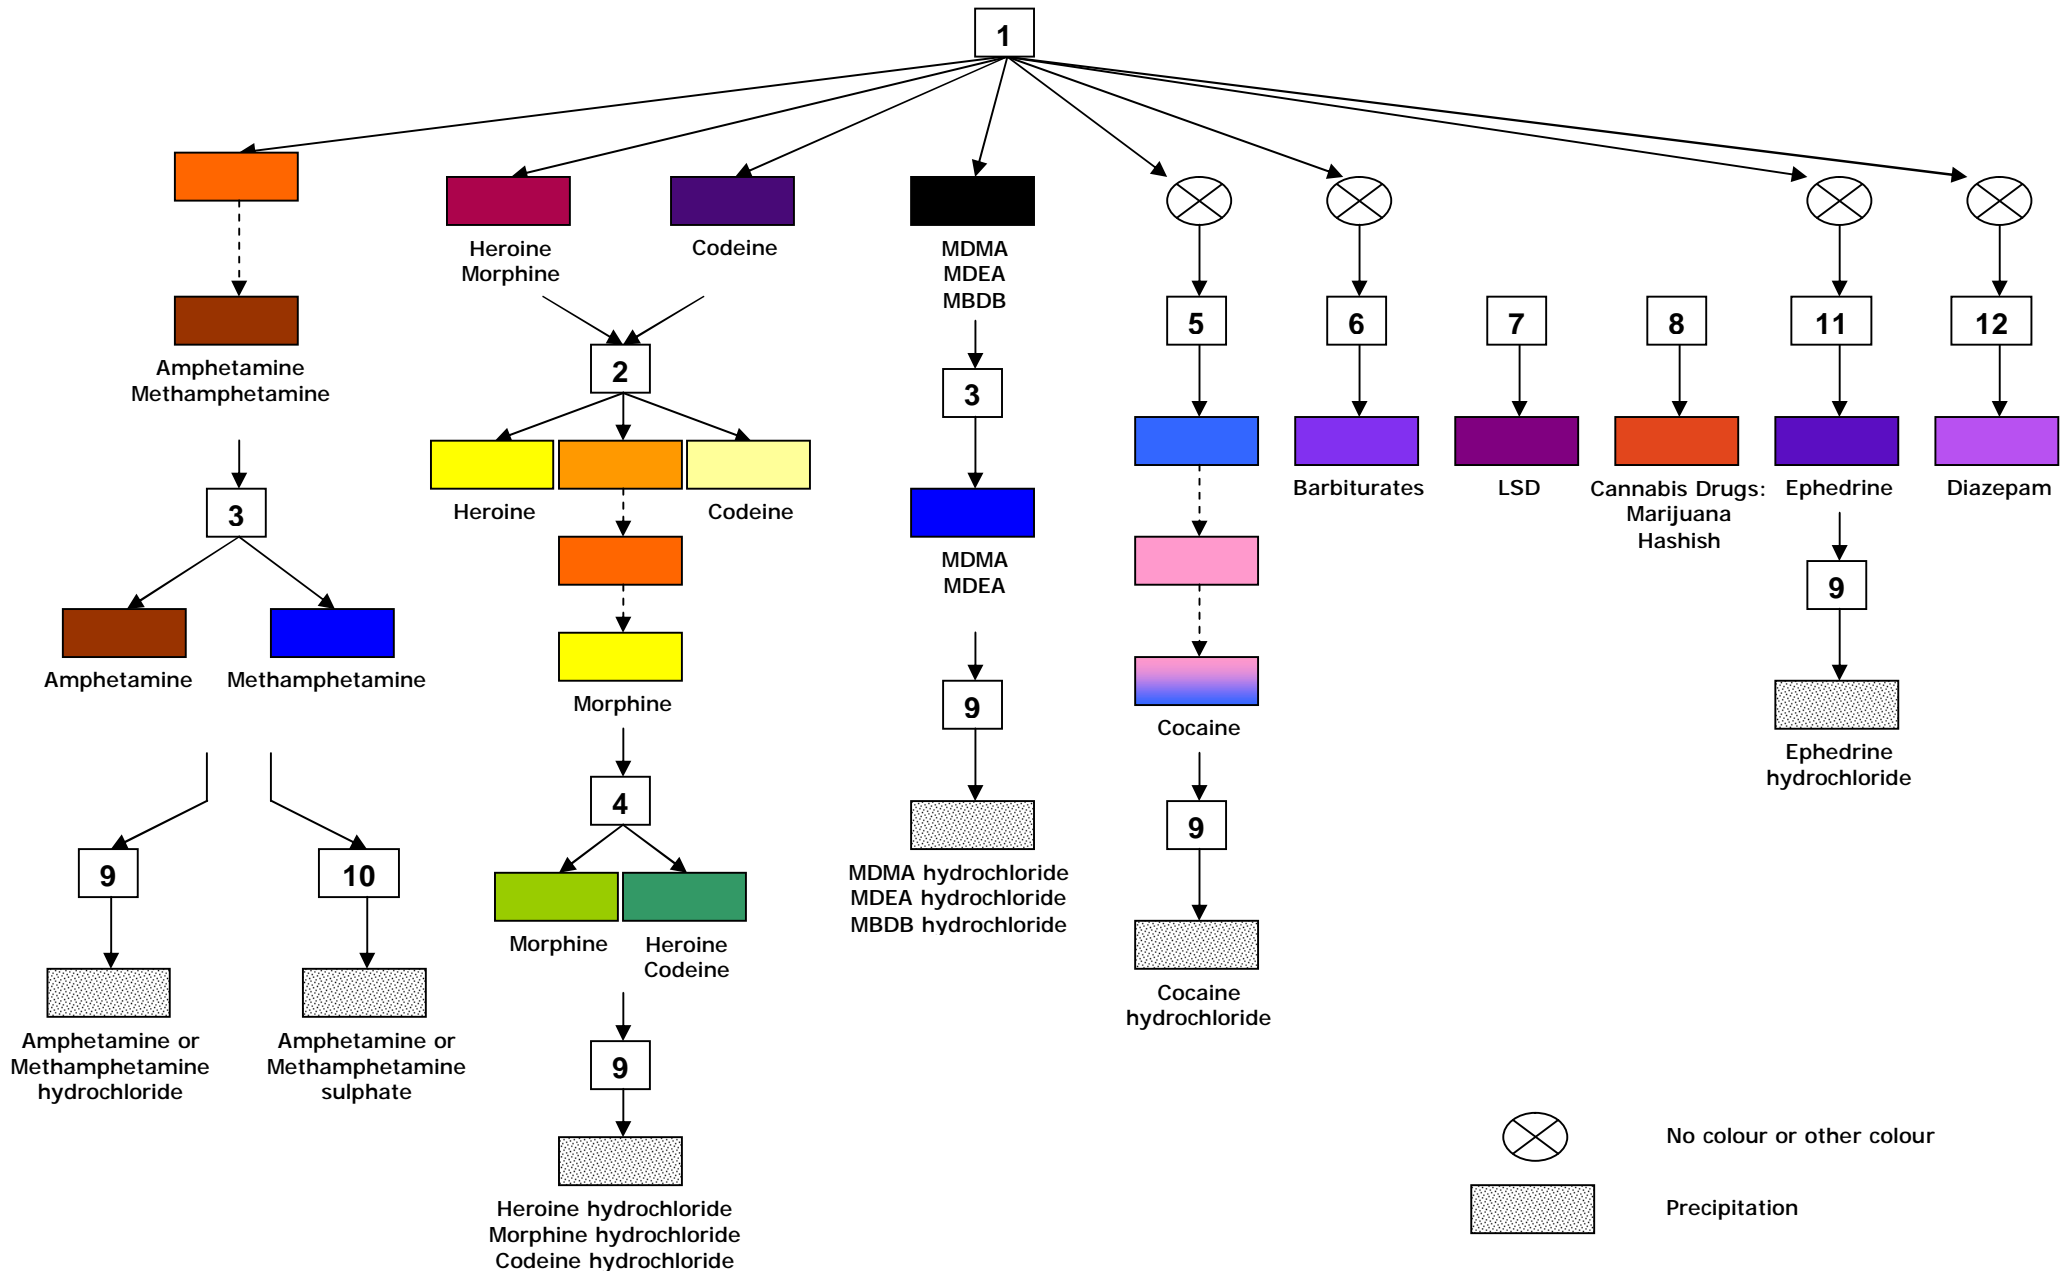 1
Heroine
Morphine
Codeine
MDMA
MDEA
MBDB
5
6
7
8
11
12
Amphetamine
Methamphetamine
2
3
Barbiturates
LSD
Cannabis Drugs:
Marijuana
Hashish
Ephedrine
Diazepam
3
Heroine
Codeine
MDMA
MDEA
9
Amphetamine
Methamphetamine
Morphine
9
Cocaine
Ephedrine
hydrochloride
4
9
9
10
MDMA hydrochloride
MDEA hydrochloride
MBDB hydrochloride
Morphine
Heroine
Codeine
Cocaine
hydrochloride
Amphetamine or
Methamphetamine
hydrochloride
Amphetamine or
Methamphetamine
sulphate
9
Heroine hydrochloride
Morphine hydrochloride
Codeine hydrochloride
No colour or other colour
Precipitation